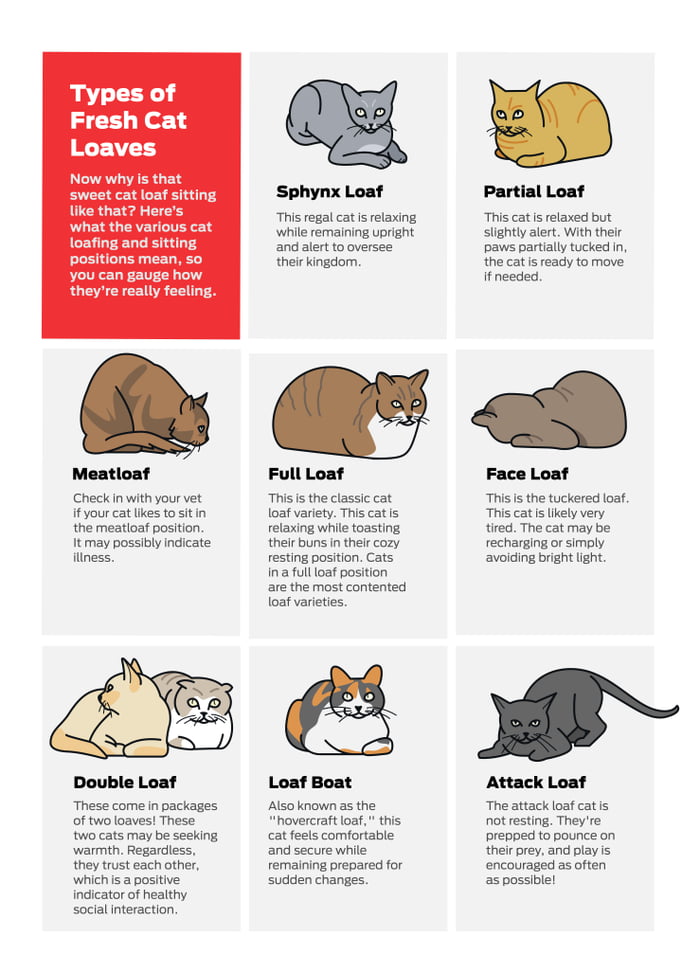 Types of
Fresh Cat
Loaves
Now why is that
sweet cat loaf sitting
like that? Here's
what the various cat
loafing and sitting
positions mean, so
you can gauge how
they're really feeling.
Sphynx Loaf
This regal cat is relaxing
while remaining upright
and alert to oversee
their kingdom.
Partial Loaf
This cat is relaxed but
slightly alert. With their
paws partially tucked in,
the cat is ready to move
if needed.
Meatloaf
Check in with your vet
if your cat likes to sit in
the meatloaf position.
It may possibly indicate
illness.
Full Loaf
This is the classic cat
loaf variety. This cat is
relaxing while toasting
their buns in their cozy
resting position. Cats
in a full loaf position
are the most contented
loaf varieties.
Face Loaf
This is the tuckered loaf.
This cat is likely very
tired. The cat may be
recharging or simply
avoiding bright light.
Double Loaf
These come in packages
of two loaves! These
two cats may be seeking
warmth. Regardless,
they trust each other,
which is a positive
indicator of healthy
social interaction.
Loaf Boat
Also known as the
"hovercraft loaf," this
cat feels comfortable
and secure while
remaining prepared for
sudden changes.
Attack Loaf
The attack loaf cat is
not resting. They're
prepped to pounce on
their prey, and play is
encouraged as often
as possible!